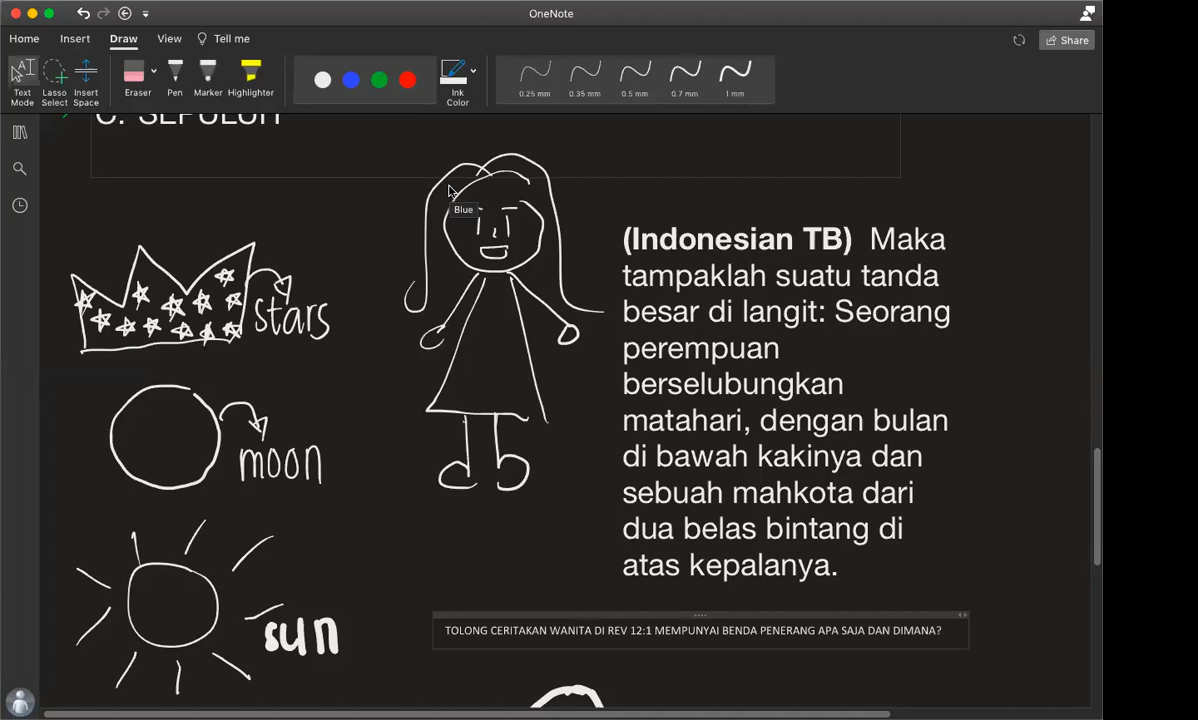 OneNote
Home Insert Draw View Tell me
Share
Text Mode
Lasso Select
Insert Space
Eraser
Pen
Marker
Highlighter
Ink Color
0.25 mm 0.35 mm 0.5 mm 0.7 mm 1 mm
C. SEPULUH
Blue
stars
moon
sun
(Indonesian TB) Maka
tampaklah suatu tanda
besar di langit: Seorang
perempuan
berselubungkan
matahari, dengan bulan
di bawah kakinya dan
sebuah mahkota dari
dua belas bintang di
atas kepalanya.
TOLONG CERITAKAN WANITA DI REV 12:1 MEMPUNYAI BENDA PENERANG APA SAJA DAN DIMANA?